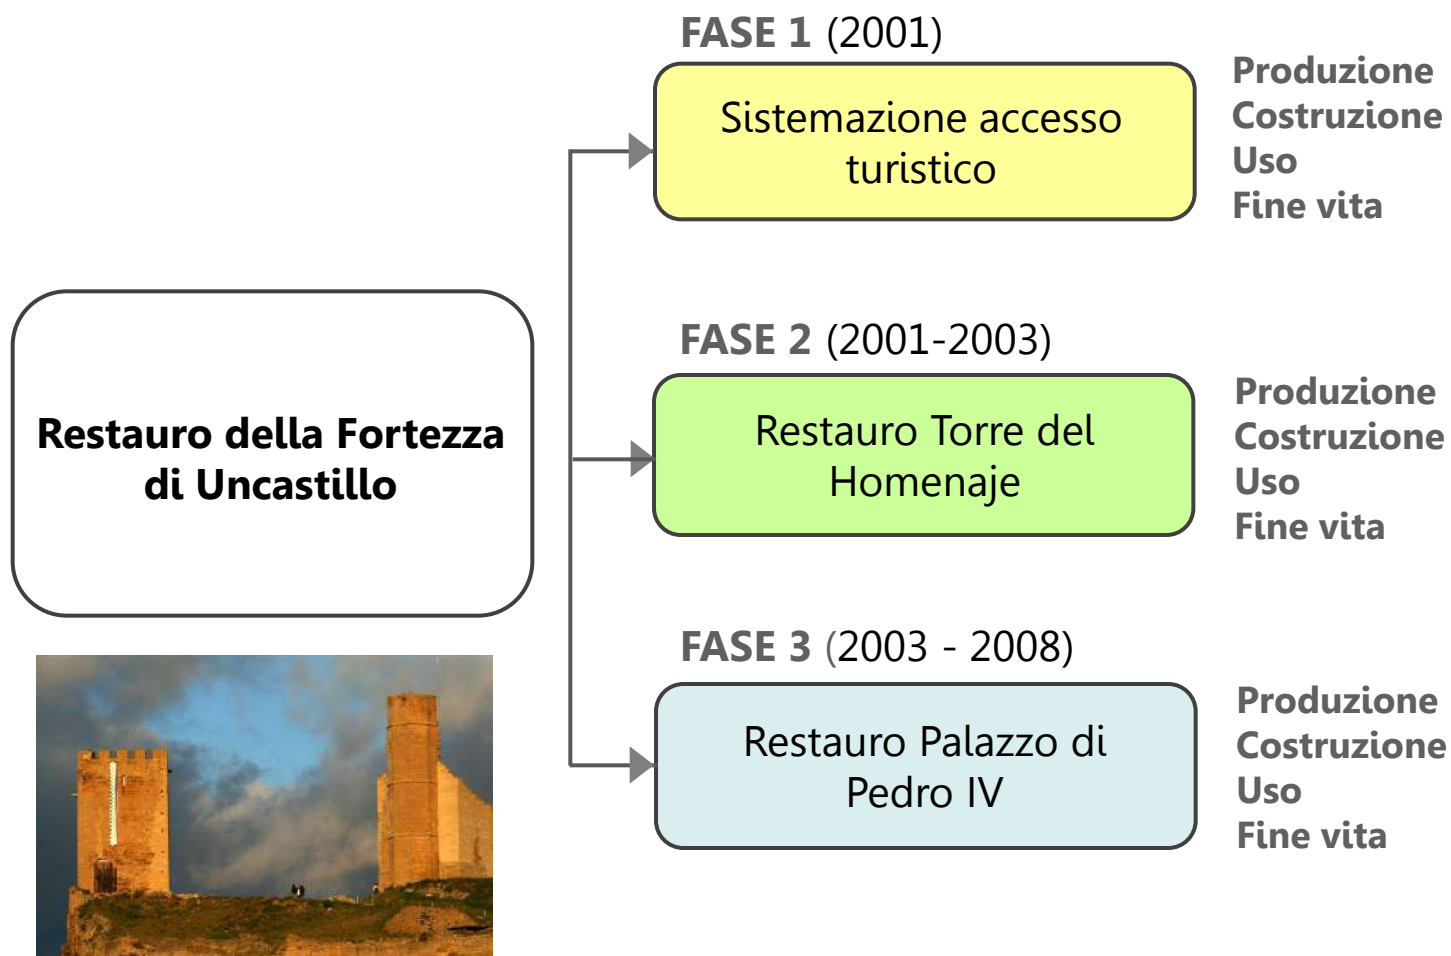 FASE 1 (2001)
Sistemazione accesso
turistico
Produzione
Costruzione
Uso
Fine vita
Restauro della Fortezza
di Uncastillo
FASE 2 (2001-2003)
Restauro Torre del
Homenaje
Produzione
Costruzione
Uso
Fine vita
FASE 3 (2003 - 2008)
Restauro Palazzo di
Pedro IV
Produzione
Costruzione
Uso
Fine vita